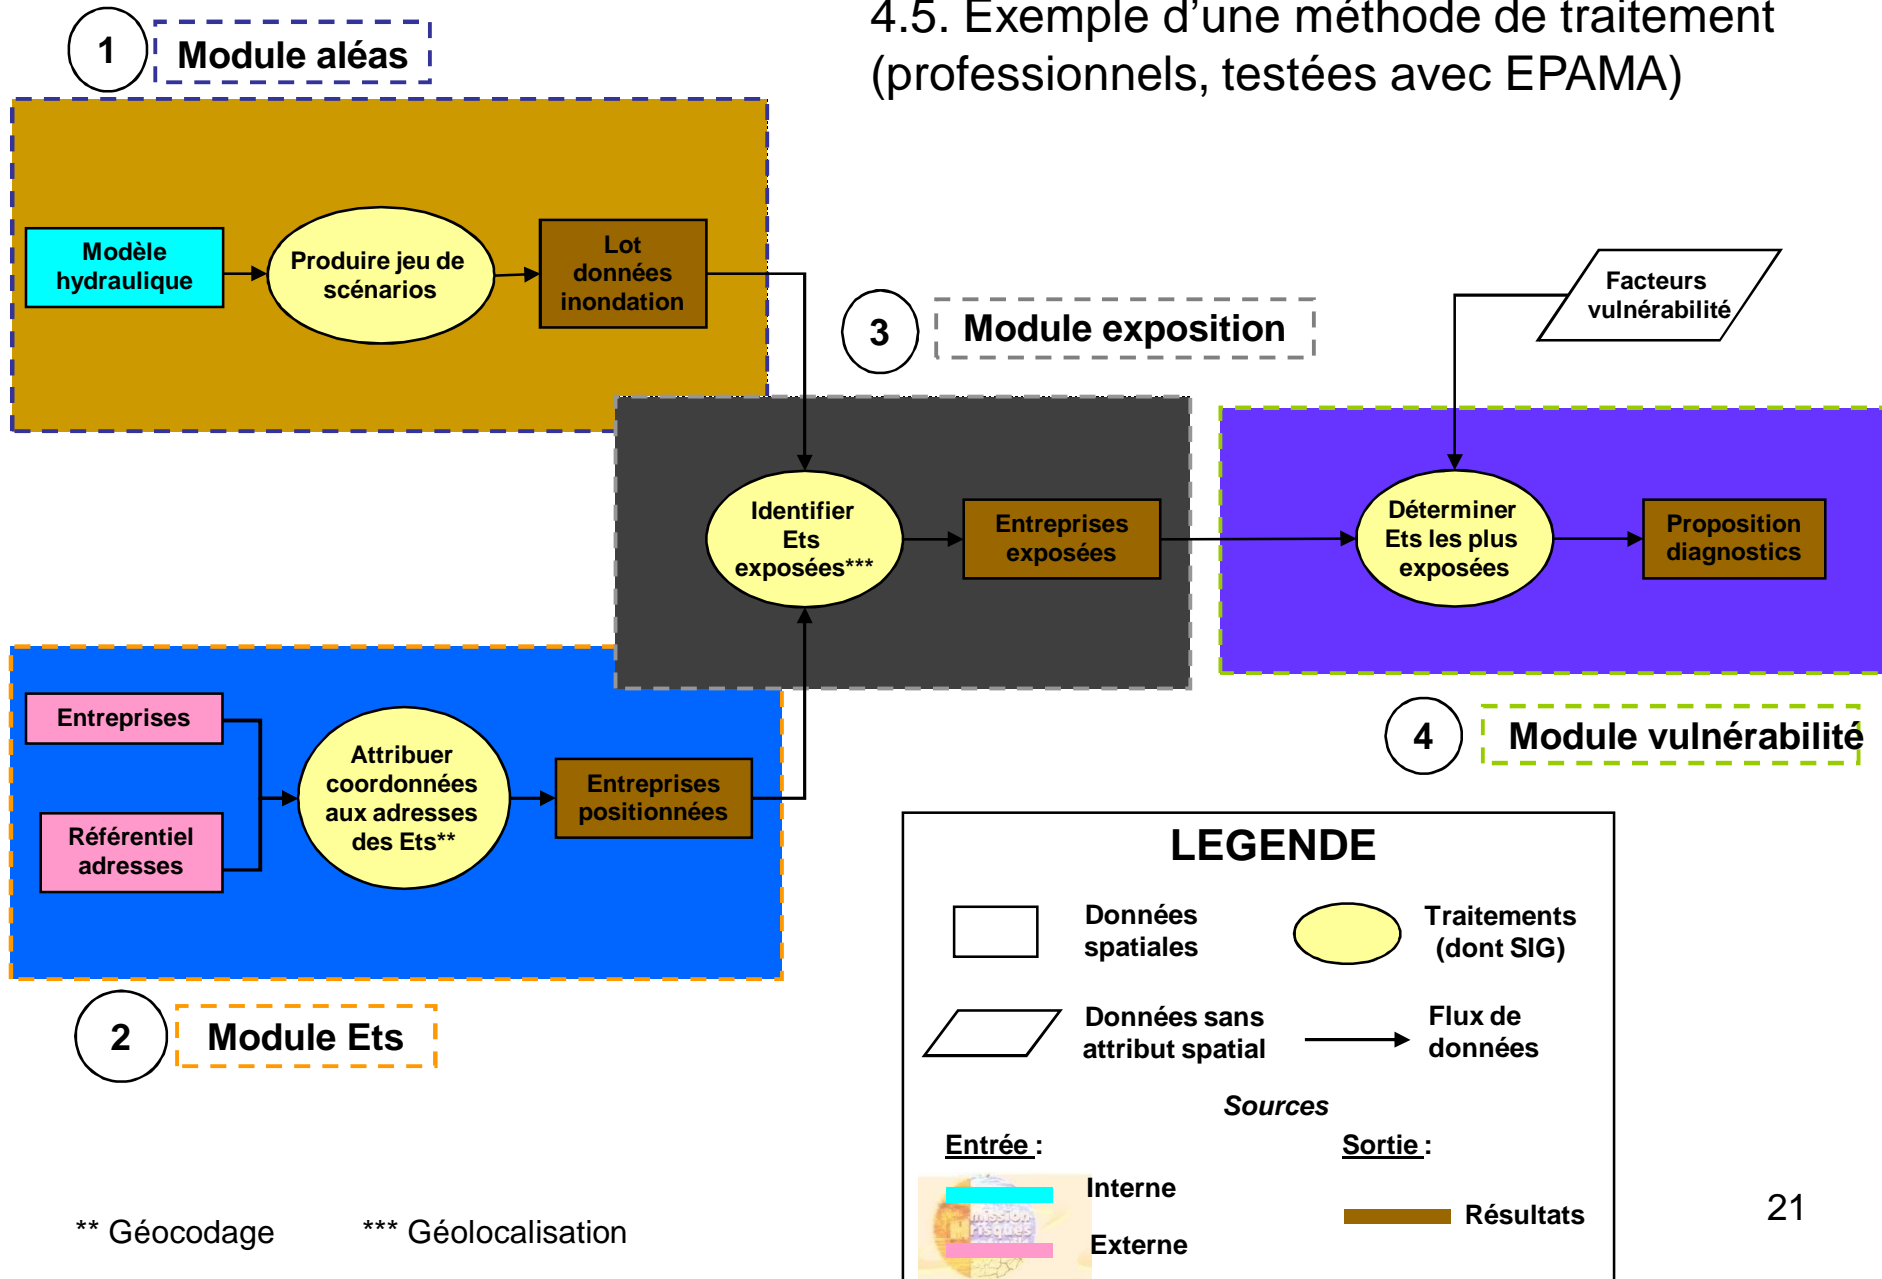 4.5. Exemple d’une méthode de traitement
(professionnels, testées avec EPAMA)
1
Module aléas
Modèle
hydraulique
Produire jeu de
scénarios
Lot
données
inondation
3
Module exposition
Facteurs
vulnérabilité
Identifier
Ets
exposées***
Entreprises
exposées
Déterminer
Ets les plus
exposées
Proposition
diagnostics
Entreprises
Référentiel
adresses
Attribuer
coordonnées
aux adresses
des Ets**
Entreprises
positionnées
4
Module vulnérabilité
2
Module Ets
LEGENDE
Données
spatiales
Traitements
(dont SIG)
Données sans
attribut spatial
Flux de
données
Sources
Entrée :
Sortie :
Interne
mission
risques
Externe
Résultats
** Géocodage
*** Géolocalisation
21